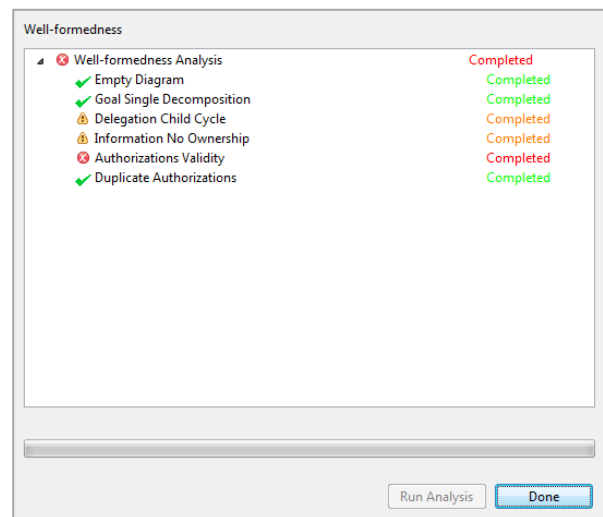 Well-formedness
Well-formedness Analysis Completed
Empty Diagram Completed
Goal Single Decomposition Completed
Delegation Child Cycle Completed
Information No Ownership Completed
Authorizations Validity Completed
Duplicate Authorizations Completed
Run Analysis Done